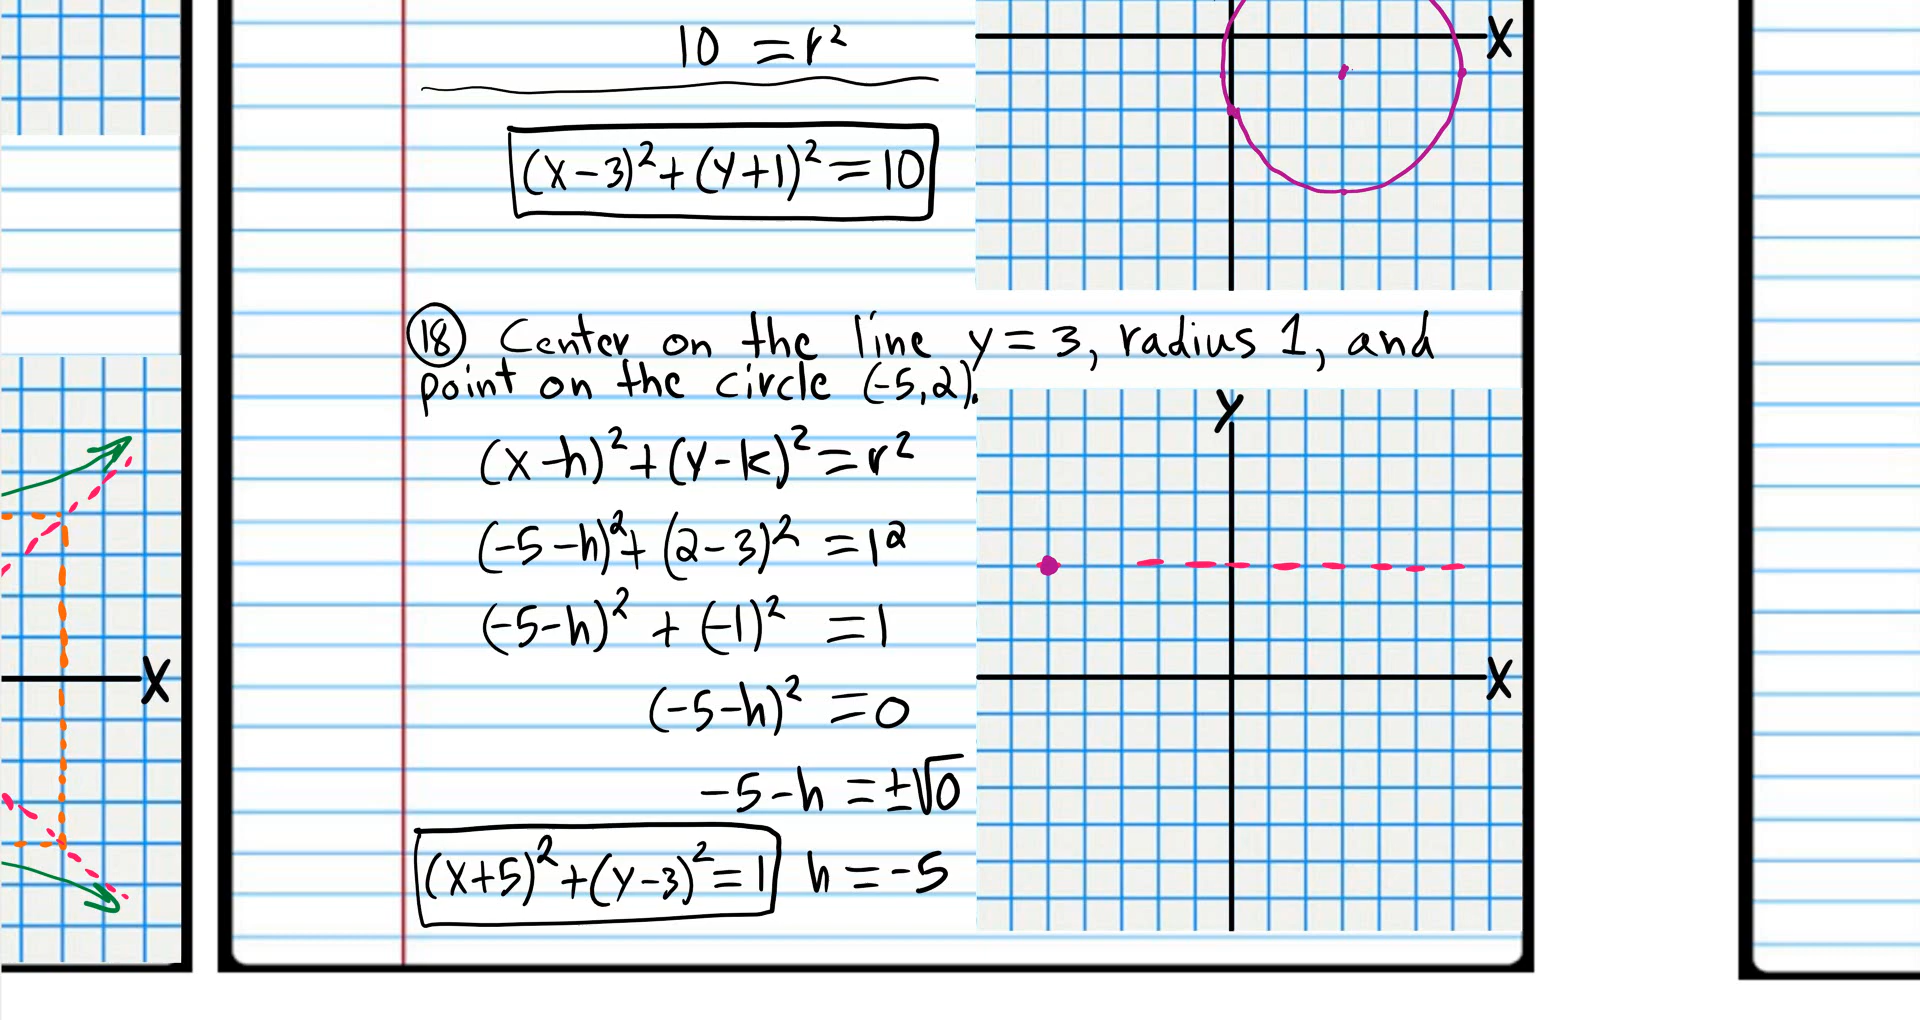 10 = r²
(x-3)²+(y+1)²=10
X
18 Center on the line y = 3, radius 1, and
point on the circle (-5,2).
y
(x-h)²+(y-k)²=r²
(-5-h)²+(2-3)²=1²
(-5-h)²+(-1)²=1
X
X
(-5-h)²=0
-5-h=±√0
(x+5)²+(y-3)²=1 h=-5